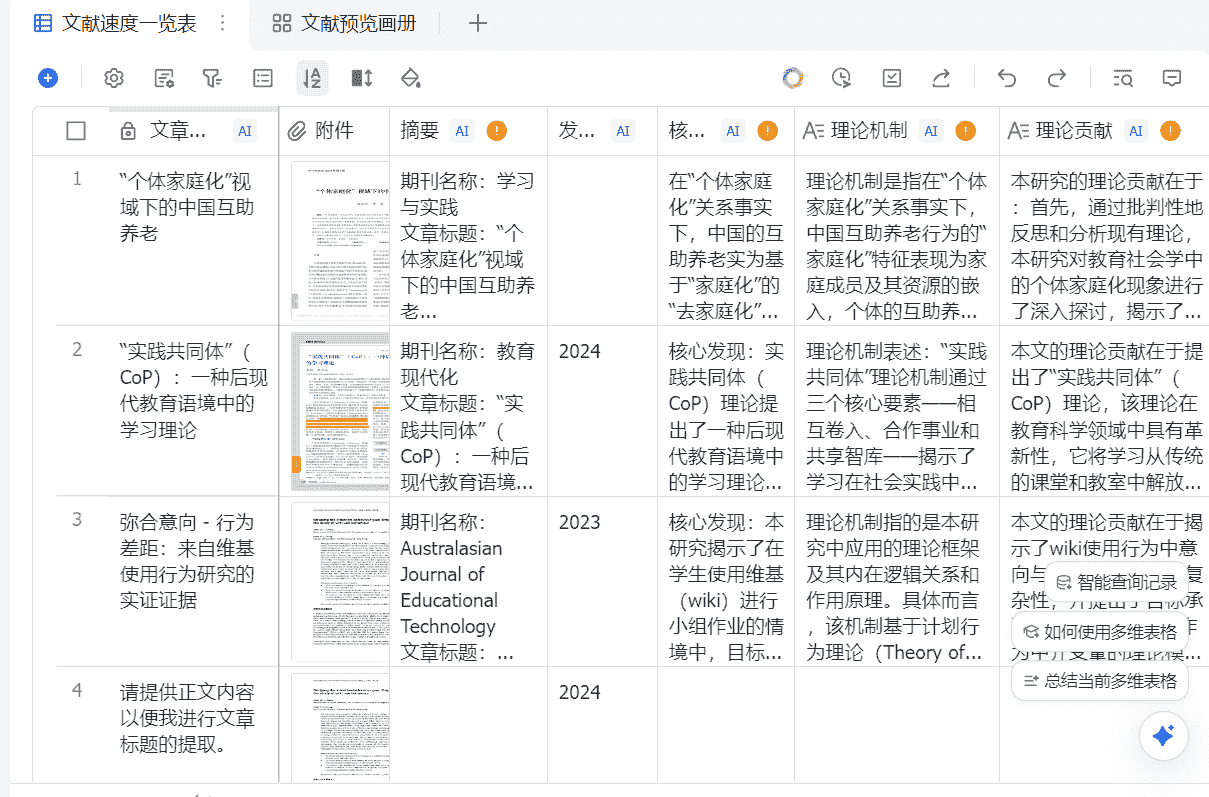 文献速度一览表
文献预览画册
文章... AI
附件
摘要 AI
发... AI
核... AI
理论机制 AI
理论贡献 AI
1
“个体家庭化”视
域下的中国互助
养老
期刊名称：学习
与实践
文章标题：“个
体家庭化”视域
下的中国互助养
老...
在“个体家庭
化”关系事实
下，中国的互
助养老实为基
于“家庭化”的
“去家庭化”...
理论机制是指在“个体
家庭化”关系事实下，
中国互助养老行为的“
家庭化”特征表现为家
庭成员及其资源的嵌
入，个体的互助养...
本研究的理论贡献在于
：首先，通过批判性地
反思和分析现有理论，
本研究对教育社会学中
的个体家庭化现象进行
了深入探讨，揭示了...
2
“实践共同体”（
CoP）：一种后现
代教育语境中的
学习理论
期刊名称：教育
现代化
文章标题：“实
践共同体”（
CoP）：一种后
现代教育语境...
2024
核心发现：实
践共同体（
CoP）理论提
出了一种后现
代教育语境中
的学习理论...
理论机制表述：“实践
共同体”理论机制通过
三个核心要素——相
互卷入、合作事业和
共享智库——揭示了
学习在社会实践中...
本文的理论贡献在于提
出了“实践共同体”（
CoP）理论，该理论在
教育科学领域中具有革
新性，它将学习从传统
的课堂和教室中解放...
3
弥合意向 - 行为
差距：来自维基
使用行为研究的
实证证据
期刊名称：
Australasian
Journal of
Educational
Technology
文章标题：...
2023
核心发现：本
研究揭示了在
学生使用维基
（wiki）进行
小组作业的情
境中，目标...
理论机制指的是本研
究中应用的理论框架
及其内在逻辑关系和
作用原理。具体而言
，该机制基于计划行
为理论（Theory of...
本文的理论贡献在于揭
示了wiki使用行为中意
向与
复
杂性，并提出了目标承
智能查询记录
如何使用多维表格
总结当前多维表格
4
请提供正文内容
以便我进行文章
标题的提取。
2024